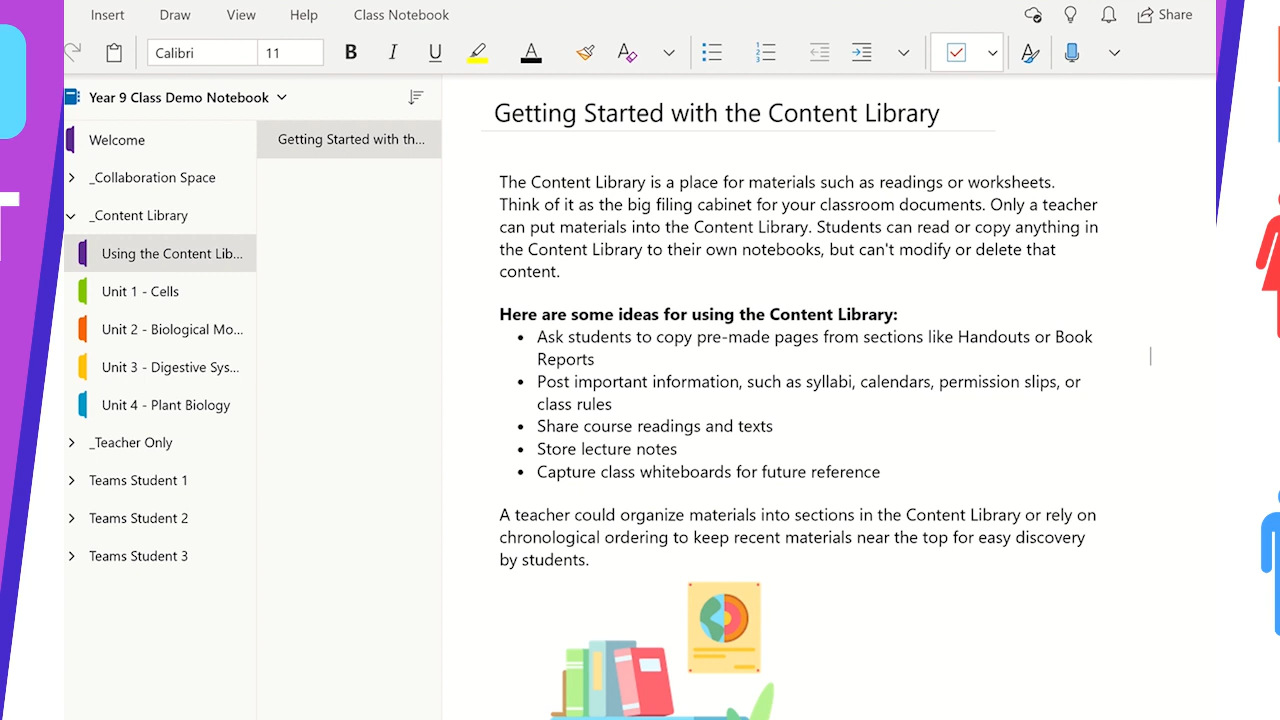 Insert Draw View Help Class Notebook Share
Calibri 11 B I U A A
Year 9 Class Demo Notebook
Welcome
_Collaboration Space
_Content Library
Using the Content Lib...
Unit 1 - Cells
Unit 2 - Biological Mo...
Unit 3 - Digestive Sys...
Unit 4 - Plant Biology
_Teacher Only
Teams Student 1
Teams Student 2
Teams Student 3
Getting Started with th...
Getting Started with the Content Library
The Content Library is a place for materials such as readings or worksheets.
Think of it as the big filing cabinet for your classroom documents. Only a teacher
can put materials into the Content Library. Students can read or copy anything in
the Content Library to their own notebooks, but can't modify or delete that
content.
Here are some ideas for using the Content Library:
• Ask students to copy pre-made pages from sections like Handouts or Book
Reports
• Post important information, such as syllabi, calendars, permission slips, or
class rules
• Share course readings and texts
• Store lecture notes
• Capture class whiteboards for future reference
A teacher could organize materials into sections in the Content Library or rely on
chronological ordering to keep recent materials near the top for easy discovery
by students.